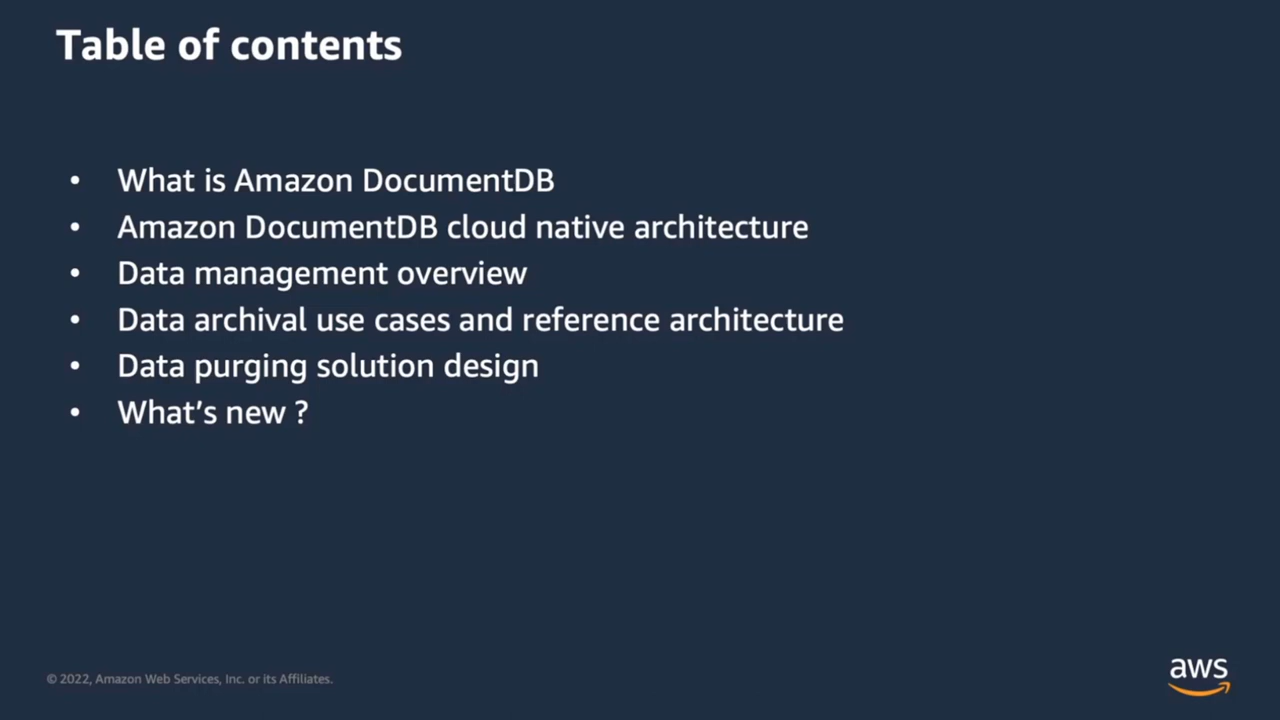 Table of contents
• What is Amazon DocumentDB
• Amazon DocumentDB cloud native architecture
• Data management overview
• Data archival use cases and reference architecture
• Data purging solution design
• What’s new ?
© 2022, Amazon Web Services, Inc. or its Affiliates.
aws